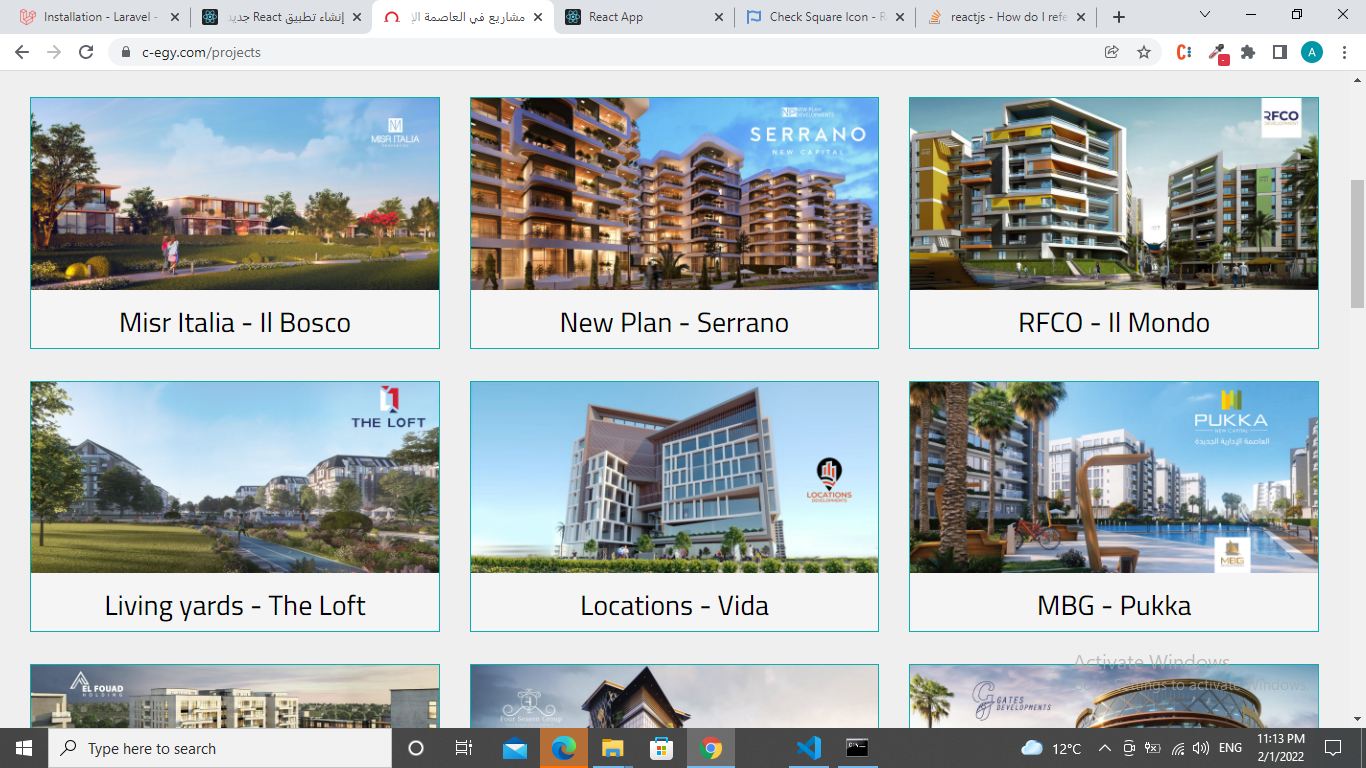 Installation - Laravel -
إنشاء تطبيق React جديد
مشاريع في العاصمة الإ
React App
Check Square Icon - R
reactjs - How do I refe
c-egy.com/projects
A
MISR ITALIA
PROPERTIES
NEW PLAN
DEVELOPMENTS
SERRANO
NEW CAPITAL
RFCO
DEVELOPMENT
Misr Italia - Il Bosco
New Plan - Serrano
RFCO - Il Mondo
THE LOFT
LOCATIONS
DEVELOPMENTS
PUKKA
NEW CAPITAL
العاصمة الإدارية الجديدة
MBG
Living yards - The Loft
Locations - Vida
MBG - Pukka
Activate Windows
EL FOUAD
HOLDING
Four Season Group
GATES
DEVELOPMENTS
ings to activate Windows.
Type here to search
12°C
ENG
11:13 PM
2/1/2022